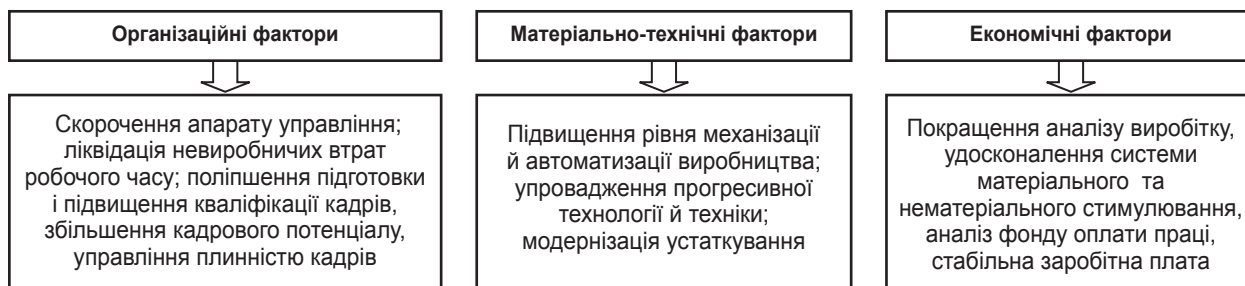 Організаційні фактори
Скорочення апарату управління;
ліквідація невиробничих втрат
робочого часу; поліпшення підготовки
і підвищення кваліфікації кадрів,
збільшення кадрового потенціалу,
управління плинністю кадрів
Матеріально-технічні фактори
Підвищення рівня механізації
й автоматизації виробництва;
упровадження прогресивної
технології й техніки;
модернізація устаткування
Економічні фактори
Покращення аналізу виробітку,
удосконалення системи
матеріального та
нематеріального стимулювання,
аналіз фонду оплати праці,
стабільна заробітна плата